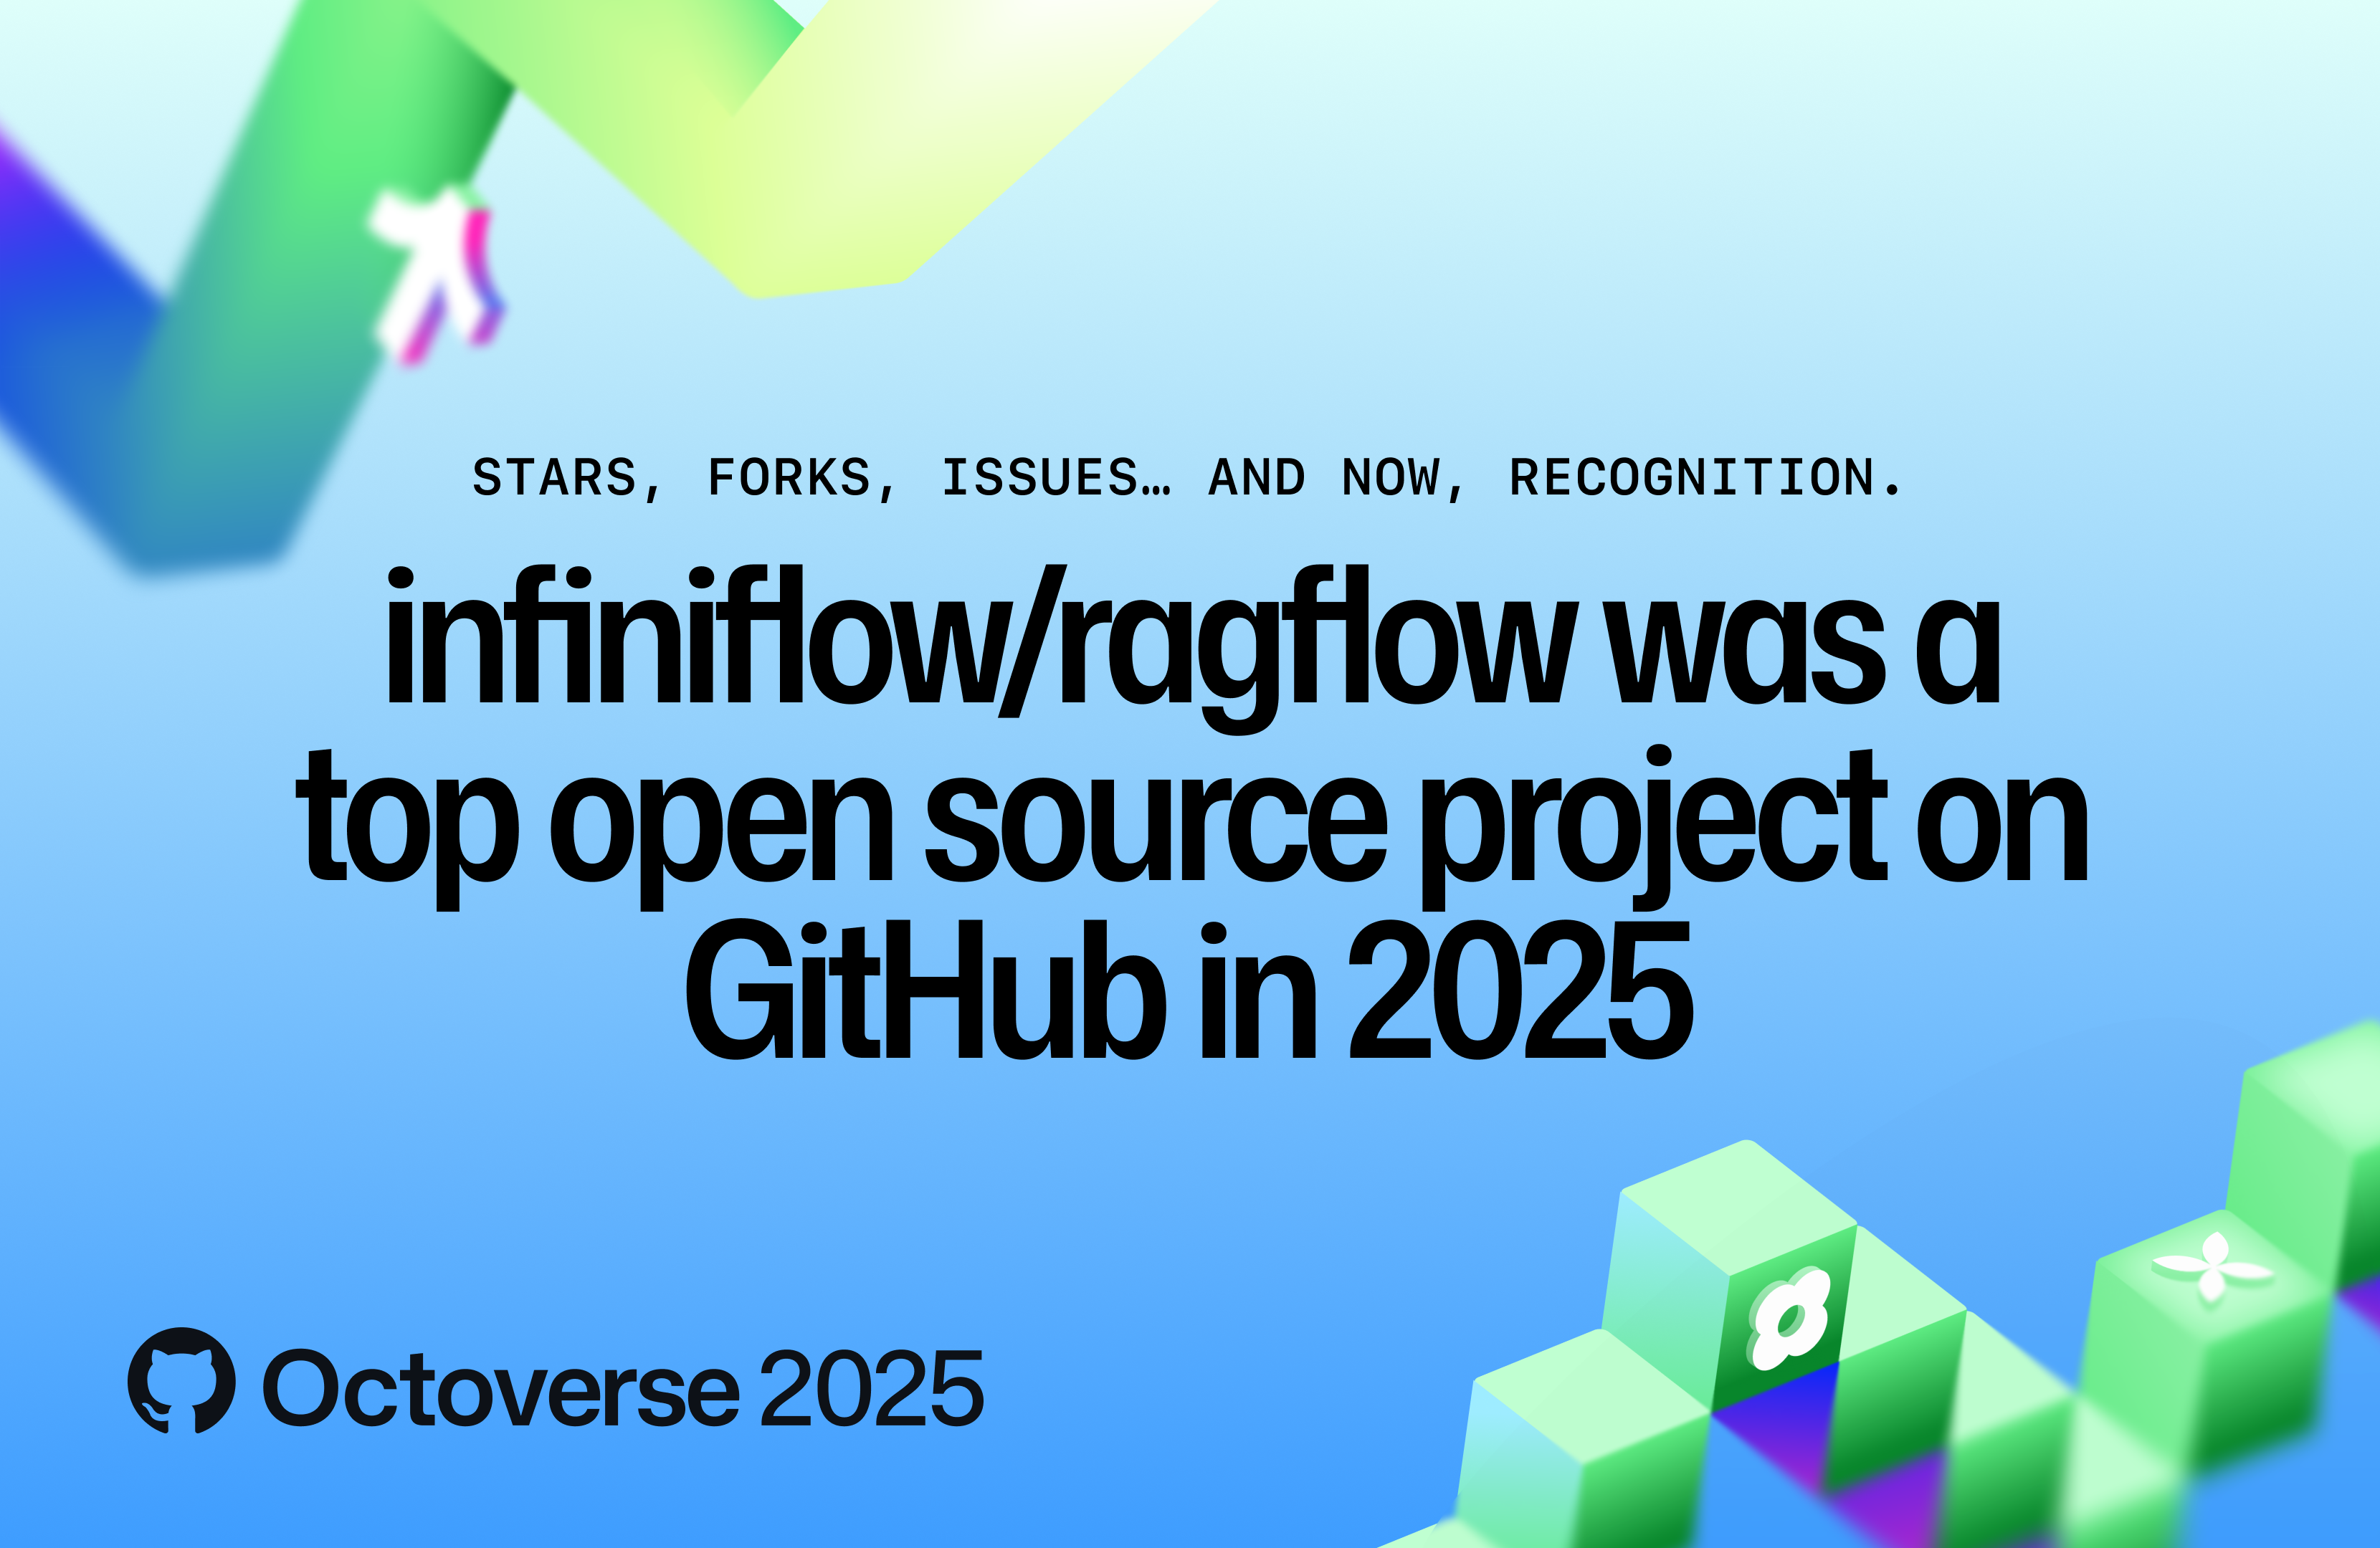 STARS, FORKS, ISSUES… AND NOW, RECOGNITION.
infiniflow/ragflow was a
top open source project on
GitHub in 2025
Octoverse 2025